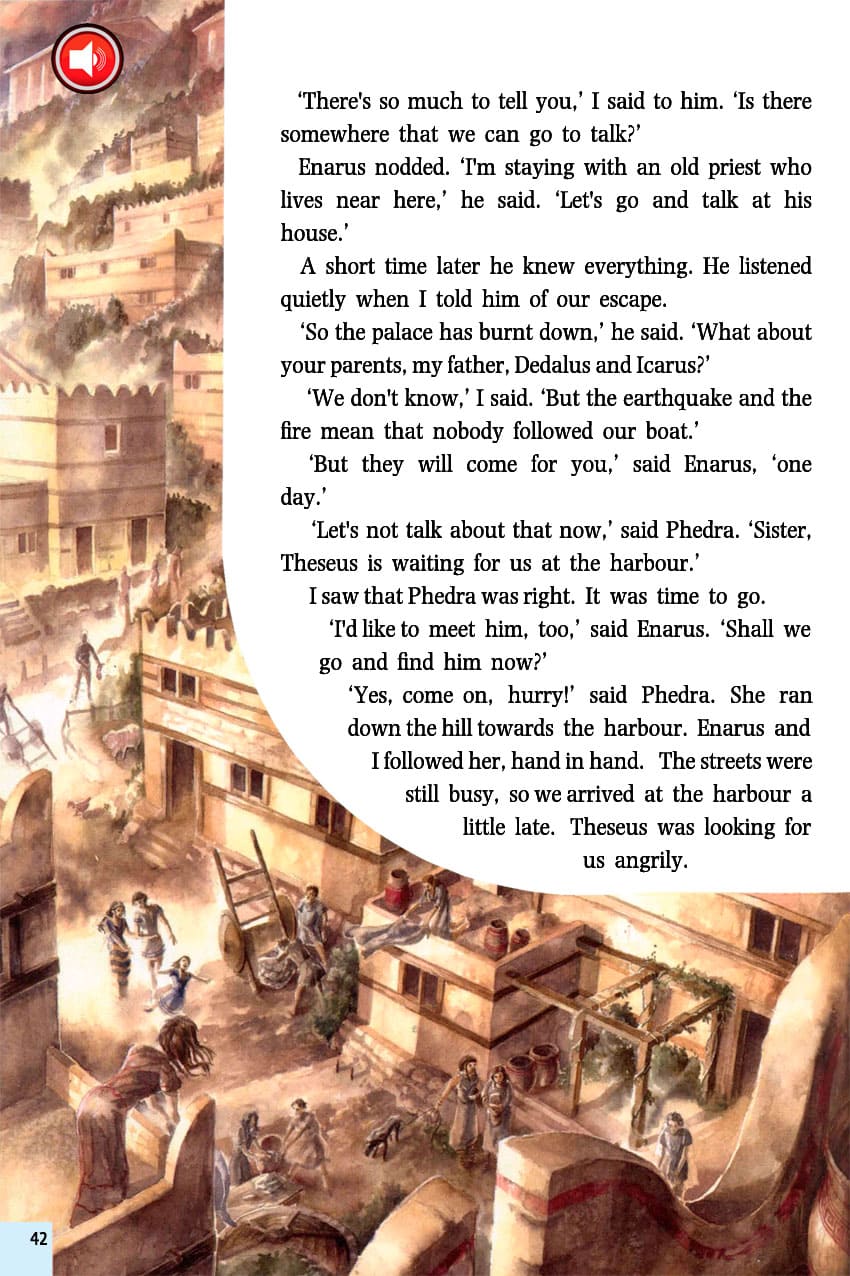 ‘There's so much to tell you,’ I said to him. ‘Is there
somewhere that we can go to talk?’
Enarus nodded. ‘I'm staying with an old priest who
lives near here,’ he said. ‘Let's go and talk at his
house.’
A short time later he knew everything. He listened
quietly when I told him of our escape.
‘So the palace has burnt down,’ he said. ‘What about
your parents, my father, Dedalus and Icarus?’
‘We don't know,’ I said. ‘But the earthquake and the
fire mean that nobody followed our boat.’
‘But they will come for you,’ said Enarus, ‘one
day.’
‘Let's not talk about that now,’ said Phedra. ‘Sister,
Theseus is waiting for us at the harbour.’
I saw that Phedra was right. It was time to go.
‘I'd like to meet him, too,’ said Enarus. ‘Shall we
go and find him now?’
‘Yes, come on, hurry!’ said Phedra. She ran
down the hill towards the harbour. Enarus and
I followed her, hand in hand. The streets were
still busy, so we arrived at the harbour a
little late. Theseus was looking for
us angrily.
42